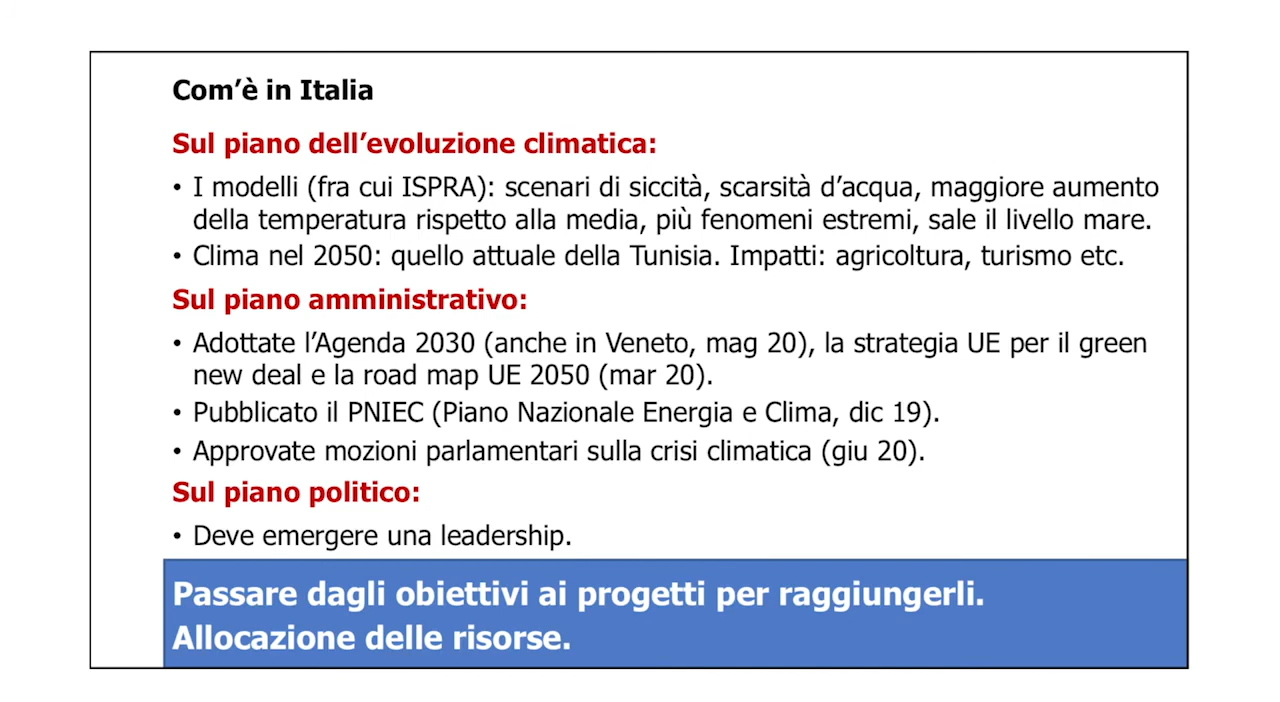 Com’è in Italia
Sul piano dell’evoluzione climatica:
• I modelli (fra cui ISPRA): scenari di siccità, scarsità d’acqua, maggiore aumento
della temperatura rispetto alla media, più fenomeni estremi, sale il livello mare.
• Clima nel 2050: quello attuale della Tunisia. Impatti: agricoltura, turismo etc.
Sul piano amministrativo:
• Adottate l’Agenda 2030 (anche in Veneto, mag 20), la strategia UE per il green
new deal e la road map UE 2050 (mar 20).
• Pubblicato il PNIEC (Piano Nazionale Energia e Clima, dic 19).
• Approvate mozioni parlamentari sulla crisi climatica (giu 20).
Sul piano politico:
• Deve emergere una leadership.
Passare dagli obiettivi ai progetti per raggiungerli.
Allocazione delle risorse.